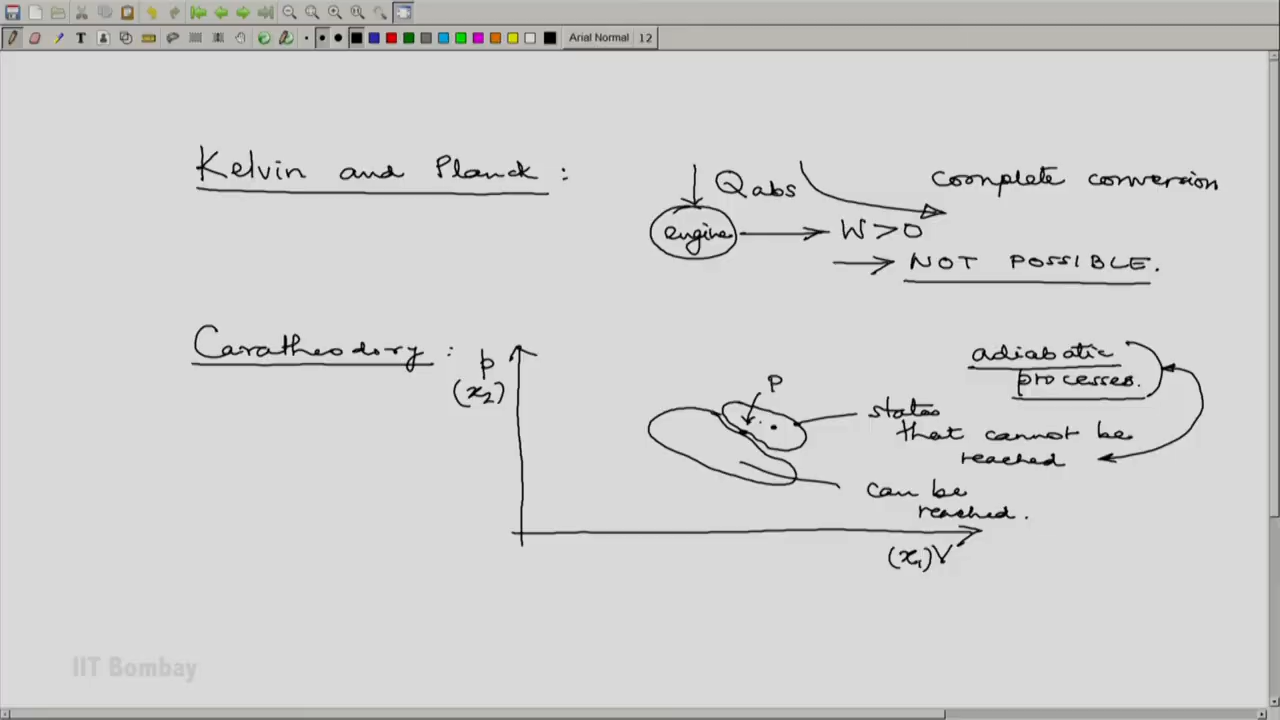 Arial Normal 12
Kelvin and Planck :
Qabs
complete conversion
engine
W > 0
NOT POSSIBLE.
Caratheodory :
p
(x2)
P
adiabatic
processes.
states
that cannot be
reached
can be
reached.
(x1) V
IIT Bombay